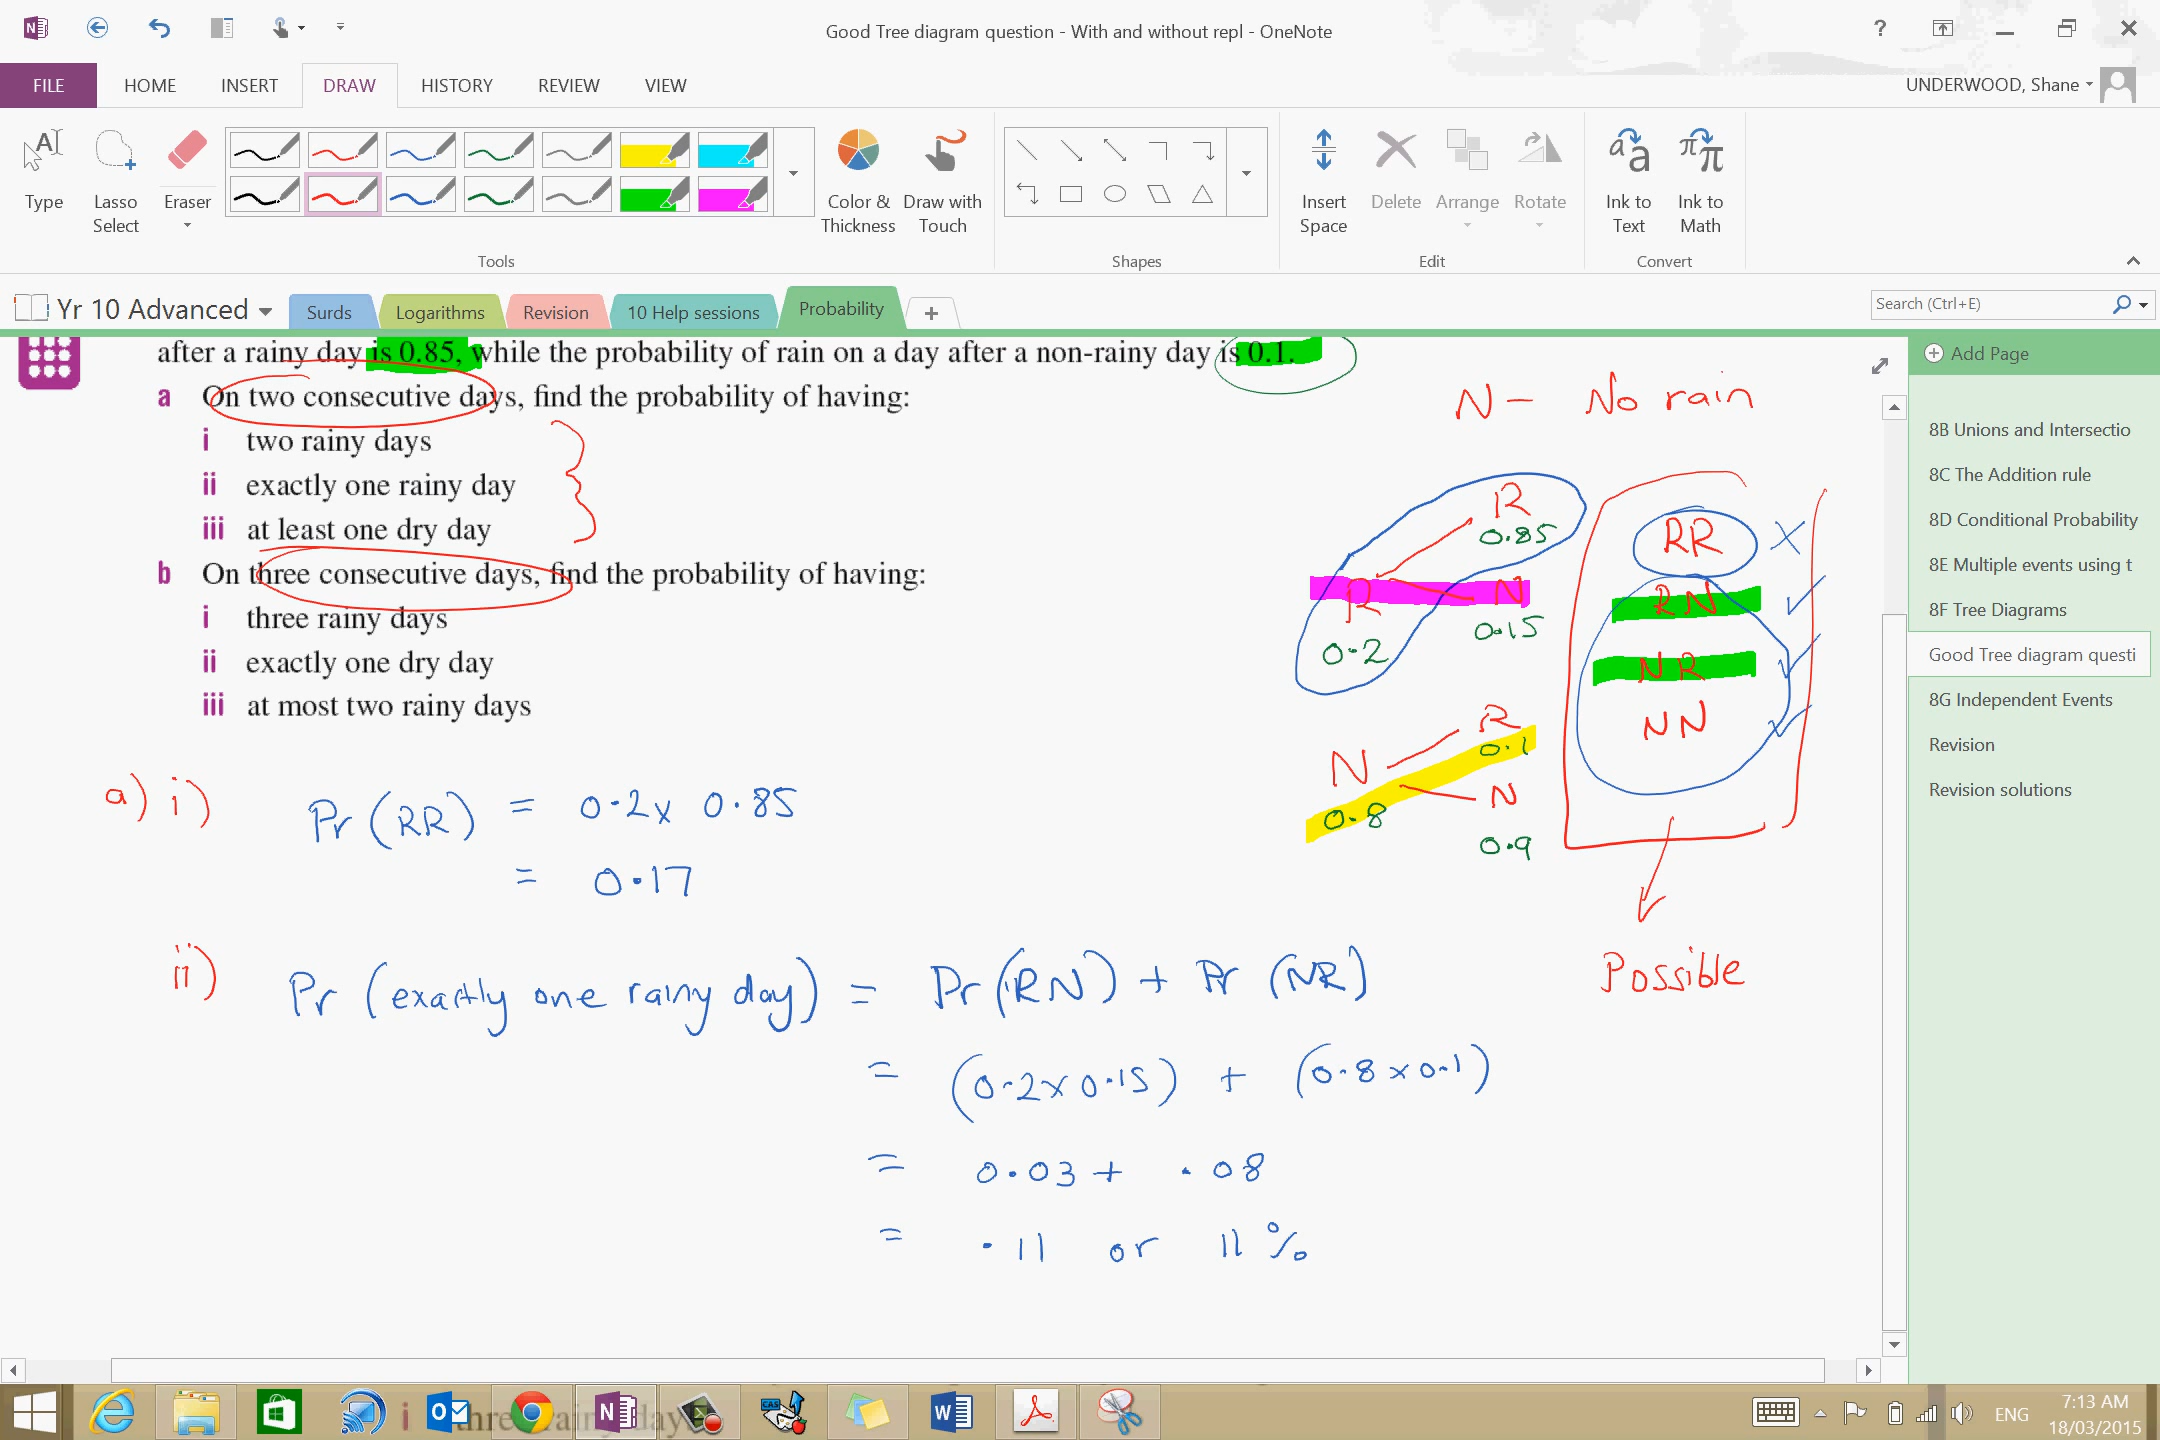 Good Tree diagram question - With and without repl - OneNote
?
FILE HOME INSERT DRAW HISTORY REVIEW VIEW
UNDERWOOD, Shane
Type
Lasso Select
Eraser
Color & Thickness
Draw with Touch
Insert Space
Delete
Arrange
Rotate
Ink to Text
Ink to Math
Tools Shapes Edit Convert
Yr 10 Advanced Surds Logarithms Revision 10 Help sessions Probability +
Search (Ctrl+E)
Add Page
8B Unions and Intersectio
8C The Addition rule
8D Conditional Probability
8E Multiple events using t
8F Tree Diagrams
Good Tree diagram questi
8G Independent Events
Revision
Revision solutions
after a rainy day is 0.85, while the probability of rain on a day after a non-rainy day is 0.1.
a On two consecutive days, find the probability of having:
i two rainy days
ii exactly one rainy day
iii at least one dry day
b On three consecutive days, find the probability of having:
i three rainy days
ii exactly one dry day
iii at most two rainy days
N - No rain
R
0.85
R N
0.2 0.15
R
0.1
N
N
0.8
0.9
RR
RN
NR
NN
Possible
a) i) Pr (RR) = 0.2 x 0.85
= 0.17
ii) Pr (exactly one rainy day) = Pr (RN) + Pr (NR)
= (0.2 x 0.15) + (0.8 x 0.1)
= 0.03 + .08
= .11 or 11 %
i three rainy days
ENG
7:13 AM
18/03/2015